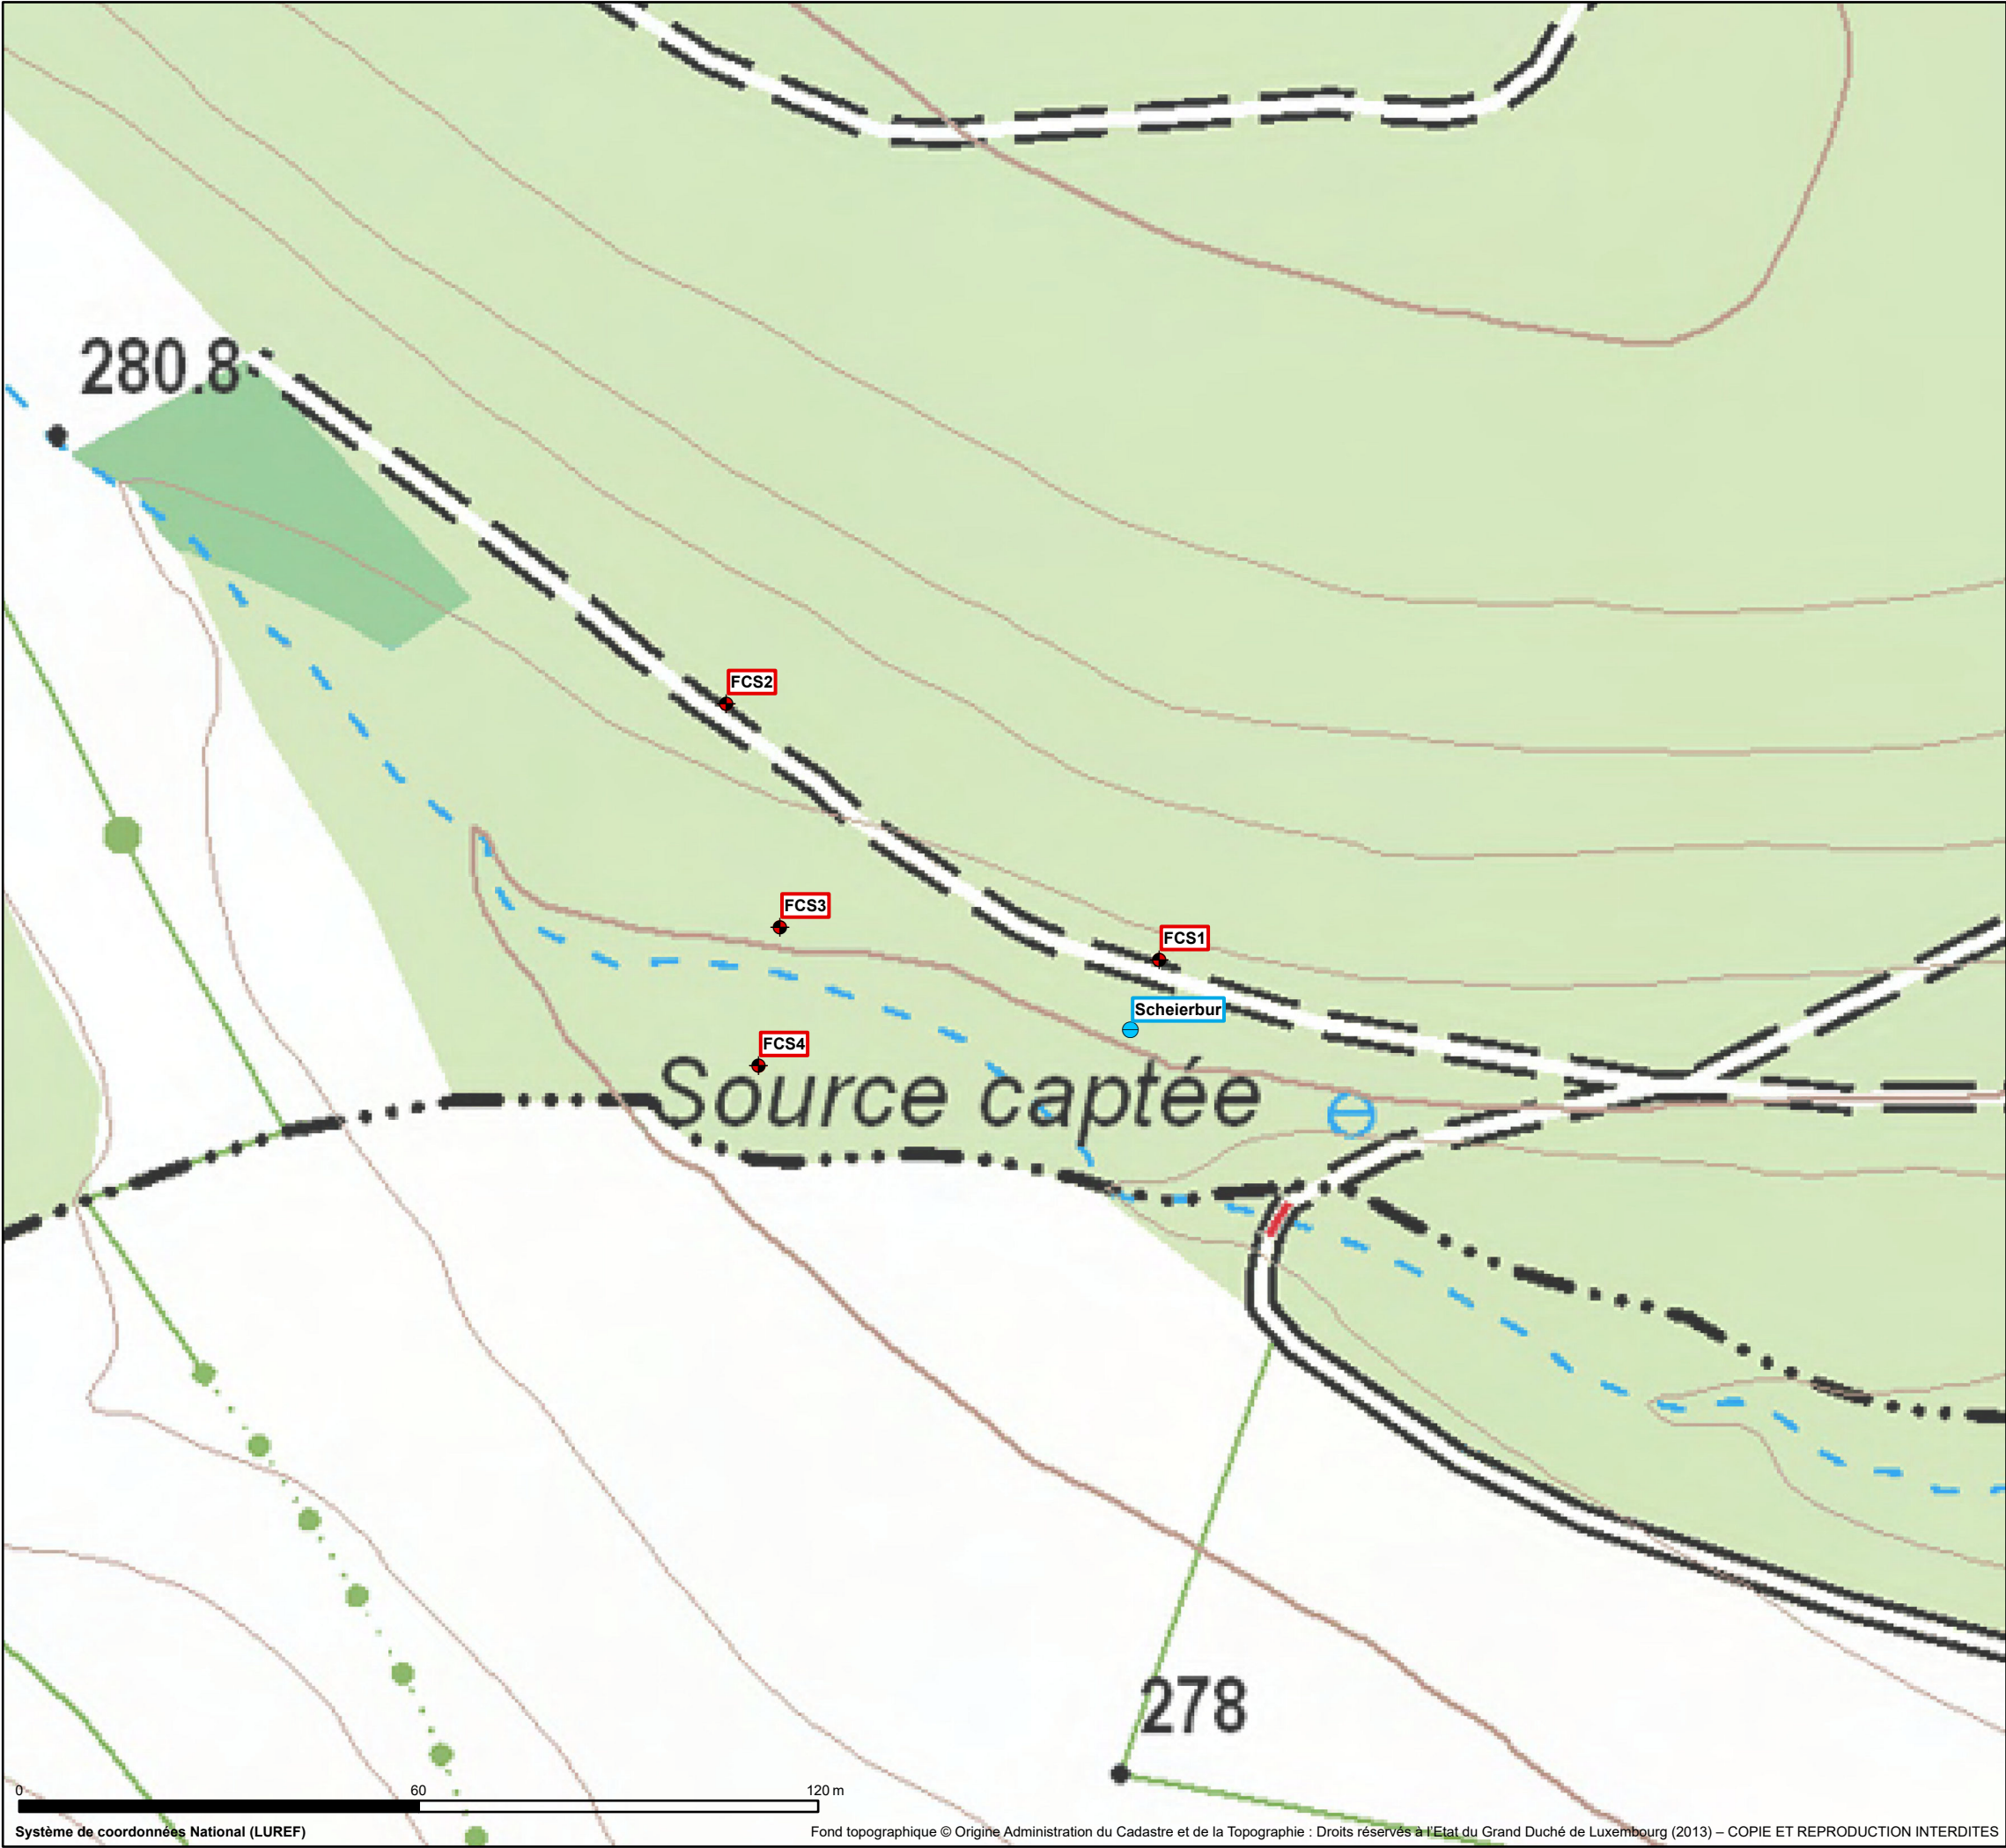 280.8
FCS2
FCS3
FCS1
Scheierbur
FCS4
Source captée
278
0 60 120 m
Système de coordonnées National (LUREF)
Fond topographique © Origine Administration du Cadastre et de la Topographie : Droits réservés à l'Etat du Grand Duché de Luxembourg (2013) – COPIE ET REPRODUCTION INTERDITES